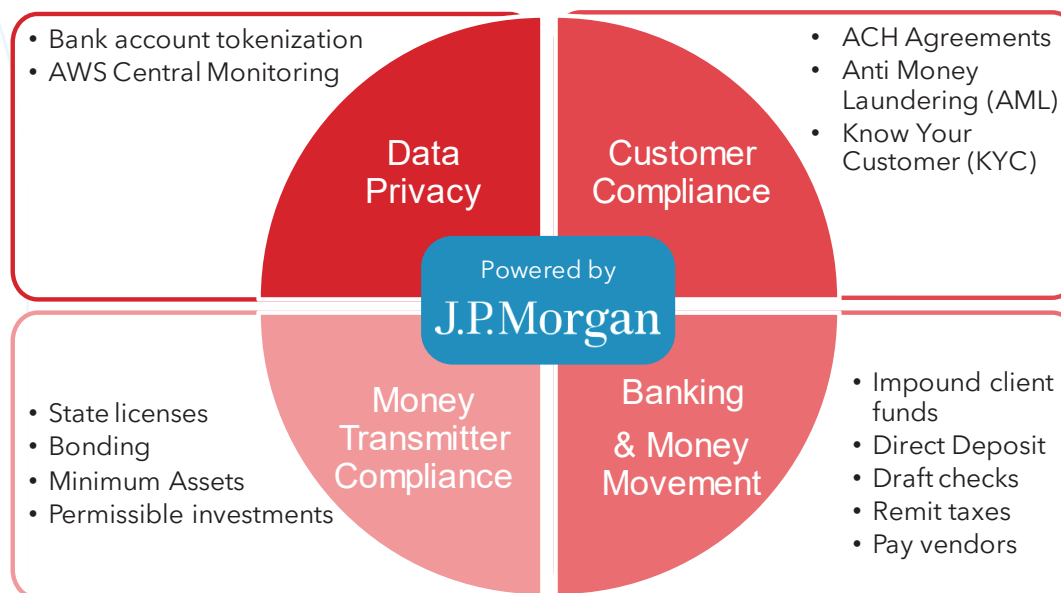 • Bank account tokenization
• AWS Central Monitoring
Data
Privacy
Customer
Compliance
• ACH Agreements
• Anti Money
Laundering (AML)
• Know Your
Customer (KYC)
Powered by
J.P.Morgan
• State licenses
• Bonding
• Minimum Assets
• Permissible investments
Money
Transmitter
Compliance
Banking
& Money
Movement
• Impound client
funds
• Direct Deposit
• Draft checks
• Remit taxes
• Pay vendors